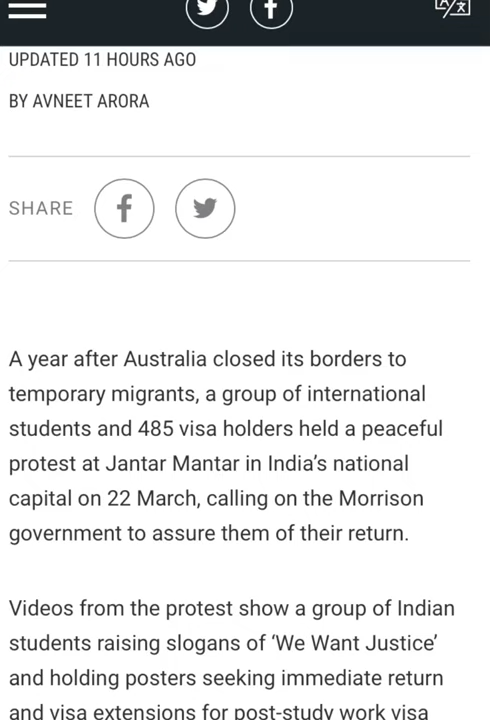 UPDATED 11 HOURS AGO
BY AVNEET ARORA
SHARE
A year after Australia closed its borders to
temporary migrants, a group of international
students and 485 visa holders held a peaceful
protest at Jantar Mantar in India's national
capital on 22 March, calling on the Morrison
government to assure them of their return.
Videos from the protest show a group of Indian
students raising slogans of ‘We Want Justice’
and holding posters seeking immediate return
and visa extensions for post-study work visa